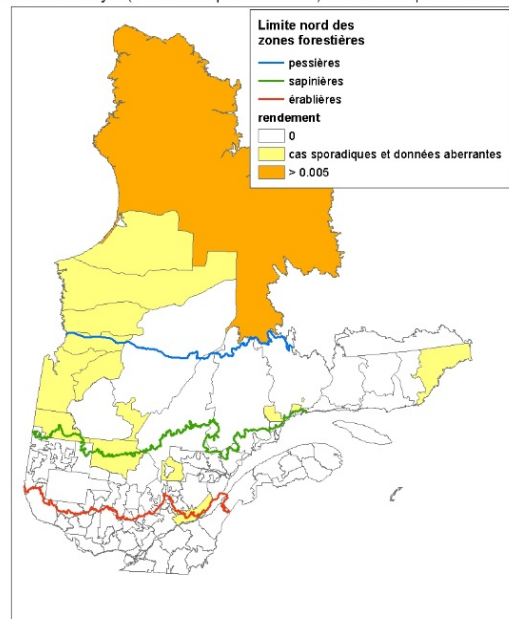 Limite nord des
zones forestières
pessières
sapinières
érablières
rendement
0
cas sporadiques et données aberrantes
> 0.005